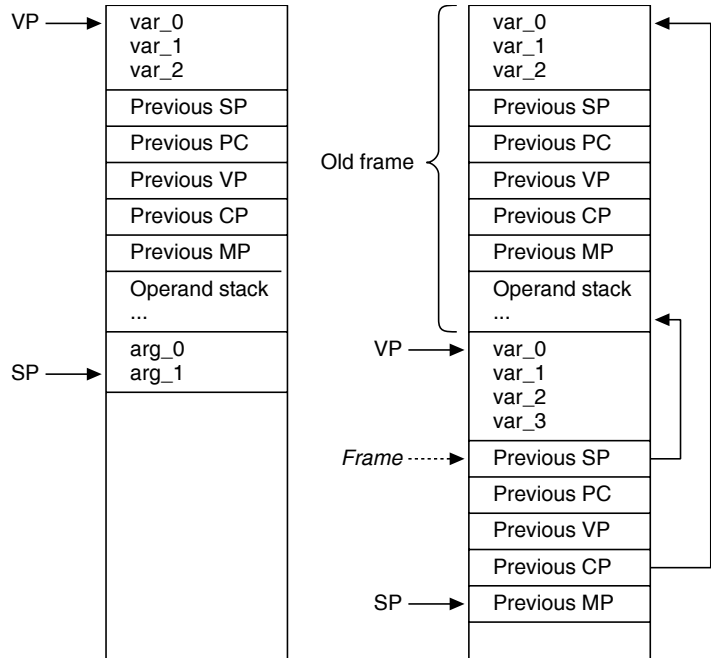 VP
var_0
var_1
var_2
Previous SP
Previous PC
Previous VP
Previous CP
Previous MP
Operand stack
...
SP
arg_0
arg_1
Old frame
var_0
var_1
var_2
Previous SP
Previous PC
Previous VP
Previous CP
Previous MP
Operand stack
...
VP
var_0
var_1
var_2
var_3
Frame
Previous SP
Previous PC
Previous VP
Previous CP
SP
Previous MP